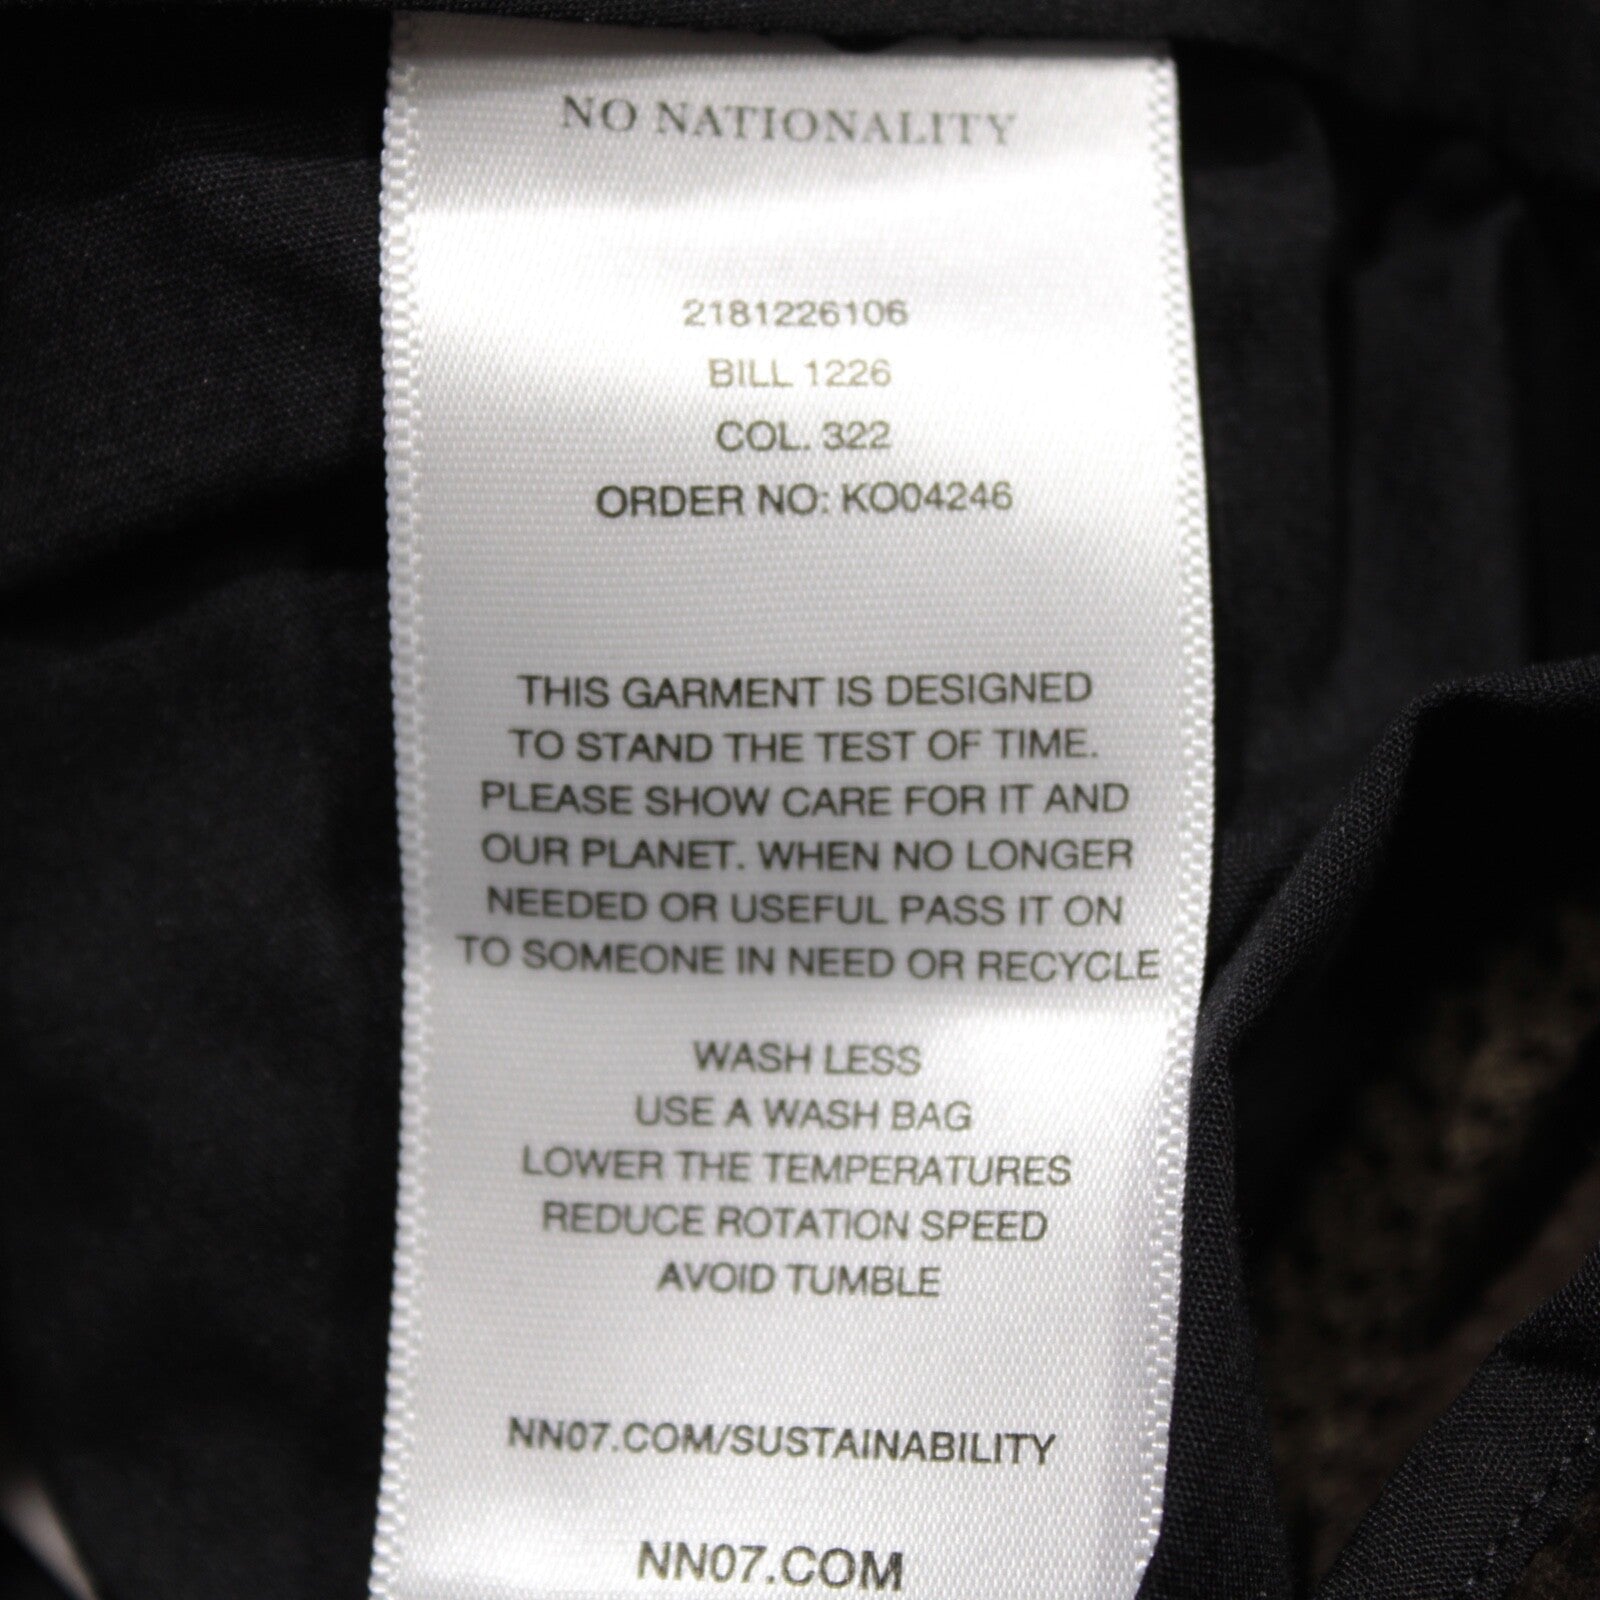 NO NATIONALITY
2181226106
BILL 1226
COL. 322
ORDER NO: KO04246
THIS GARMENT IS DESIGNED
TO STAND THE TEST OF TIME.
PLEASE SHOW CARE FOR IT AND
OUR PLANET. WHEN NO LONGER
NEEDED OR USEFUL PASS IT ON
TO SOMEONE IN NEED OR RECYCLE
WASH LESS
USE A WASH BAG
LOWER THE TEMPERATURES
REDUCE ROTATION SPEED
AVOID TUMBLE
NN07.COM/SUSTAINABILITY
NN07.COM